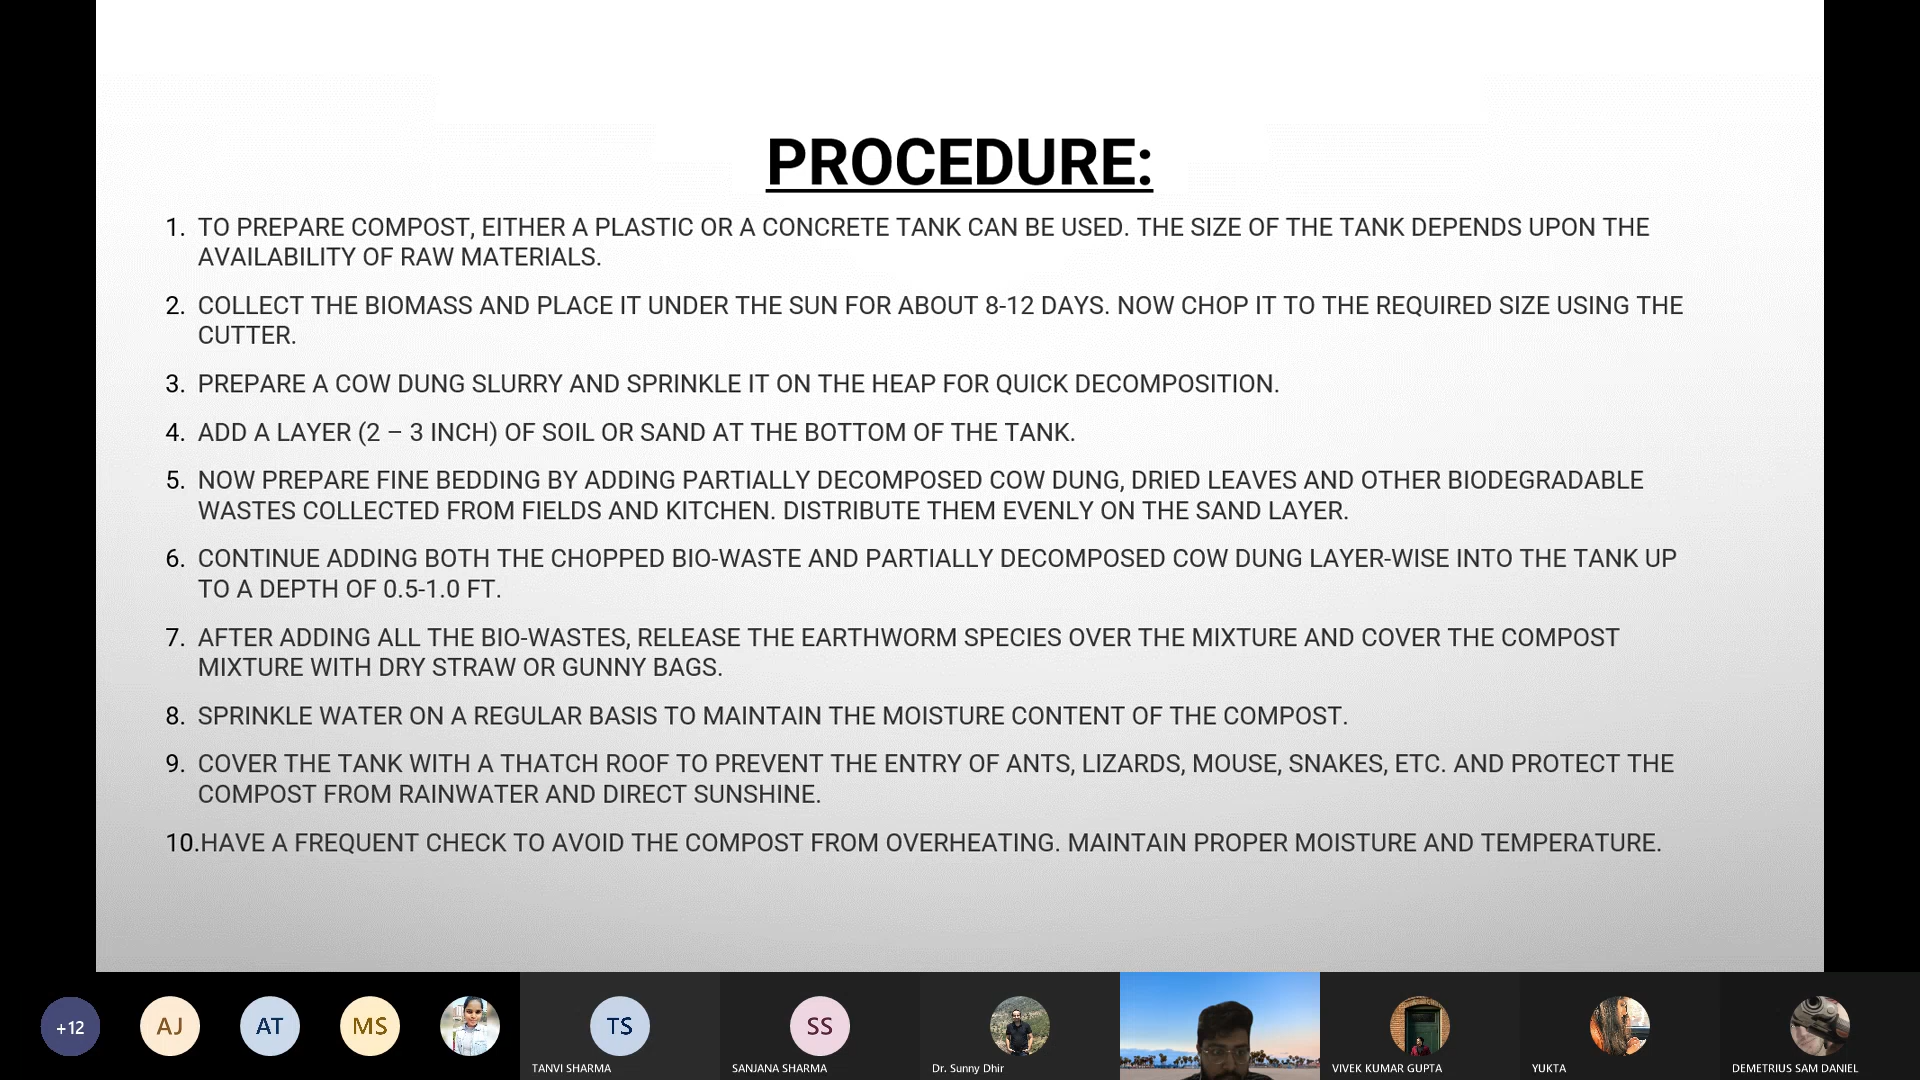 PROCEDURE:
1. TO PREPARE COMPOST, EITHER A PLASTIC OR A CONCRETE TANK CAN BE USED. THE SIZE OF THE TANK DEPENDS UPON THE
AVAILABILITY OF RAW MATERIALS.
2. COLLECT THE BIOMASS AND PLACE IT UNDER THE SUN FOR ABOUT 8-12 DAYS. NOW CHOP IT TO THE REQUIRED SIZE USING THE
CUTTER.
3. PREPARE A COW DUNG SLURRY AND SPRINKLE IT ON THE HEAP FOR QUICK DECOMPOSITION.
4. ADD A LAYER (2 – 3 INCH) OF SOIL OR SAND AT THE BOTTOM OF THE TANK.
5. NOW PREPARE FINE BEDDING BY ADDING PARTIALLY DECOMPOSED COW DUNG, DRIED LEAVES AND OTHER BIODEGRADABLE
WASTES COLLECTED FROM FIELDS AND KITCHEN. DISTRIBUTE THEM EVENLY ON THE SAND LAYER.
6. CONTINUE ADDING BOTH THE CHOPPED BIO-WASTE AND PARTIALLY DECOMPOSED COW DUNG LAYER-WISE INTO THE TANK UP
TO A DEPTH OF 0.5-1.0 FT.
7. AFTER ADDING ALL THE BIO-WASTES, RELEASE THE EARTHWORM SPECIES OVER THE MIXTURE AND COVER THE COMPOST
MIXTURE WITH DRY STRAW OR GUNNY BAGS.
8. SPRINKLE WATER ON A REGULAR BASIS TO MAINTAIN THE MOISTURE CONTENT OF THE COMPOST.
9. COVER THE TANK WITH A THATCH ROOF TO PREVENT THE ENTRY OF ANTS, LIZARDS, MOUSE, SNAKES, ETC. AND PROTECT THE
COMPOST FROM RAINWATER AND DIRECT SUNSHINE.
10.HAVE A FREQUENT CHECK TO AVOID THE COMPOST FROM OVERHEATING. MAINTAIN PROPER MOISTURE AND TEMPERATURE.
+12 AJ AT MS TS SS
TANVI SHARMA SANJANA SHARMA Dr. Sunny Dhir VIVEK KUMAR GUPTA YUKTA DEMETRIUS SAM DANIEL